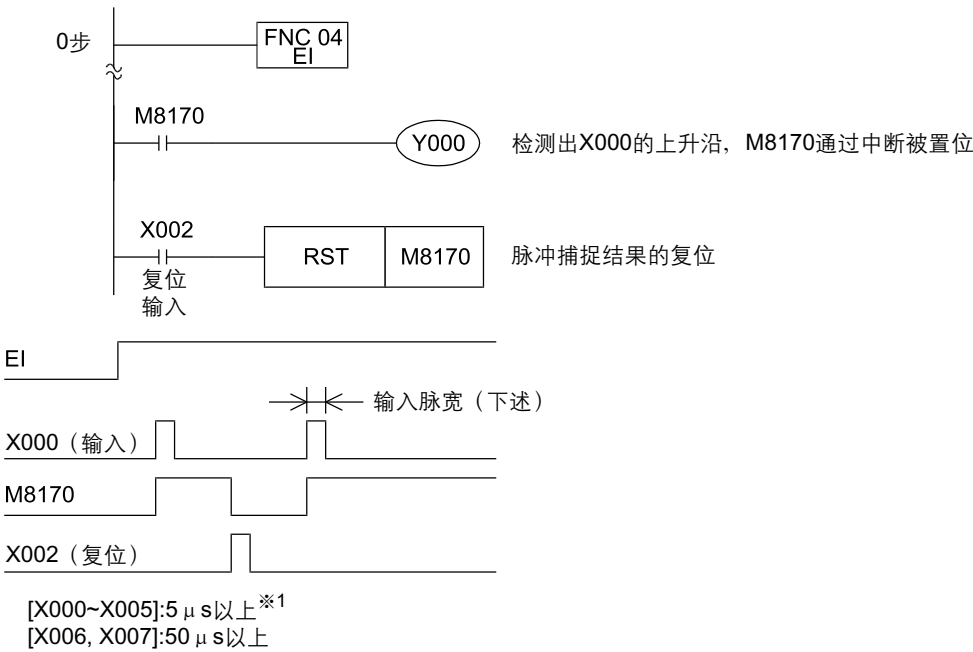 0步
FNC 04
EI
M8170
Y000
检测出X000的上升沿，M8170通过中断被置位
X002
复位
输入
RST
M8170
脉冲捕捉结果的复位
EI
输入脉宽（下述）
X000（输入）
M8170
X002（复位）
[X000~X005]:5μs以上※1
[X006, X007]:50μs以上